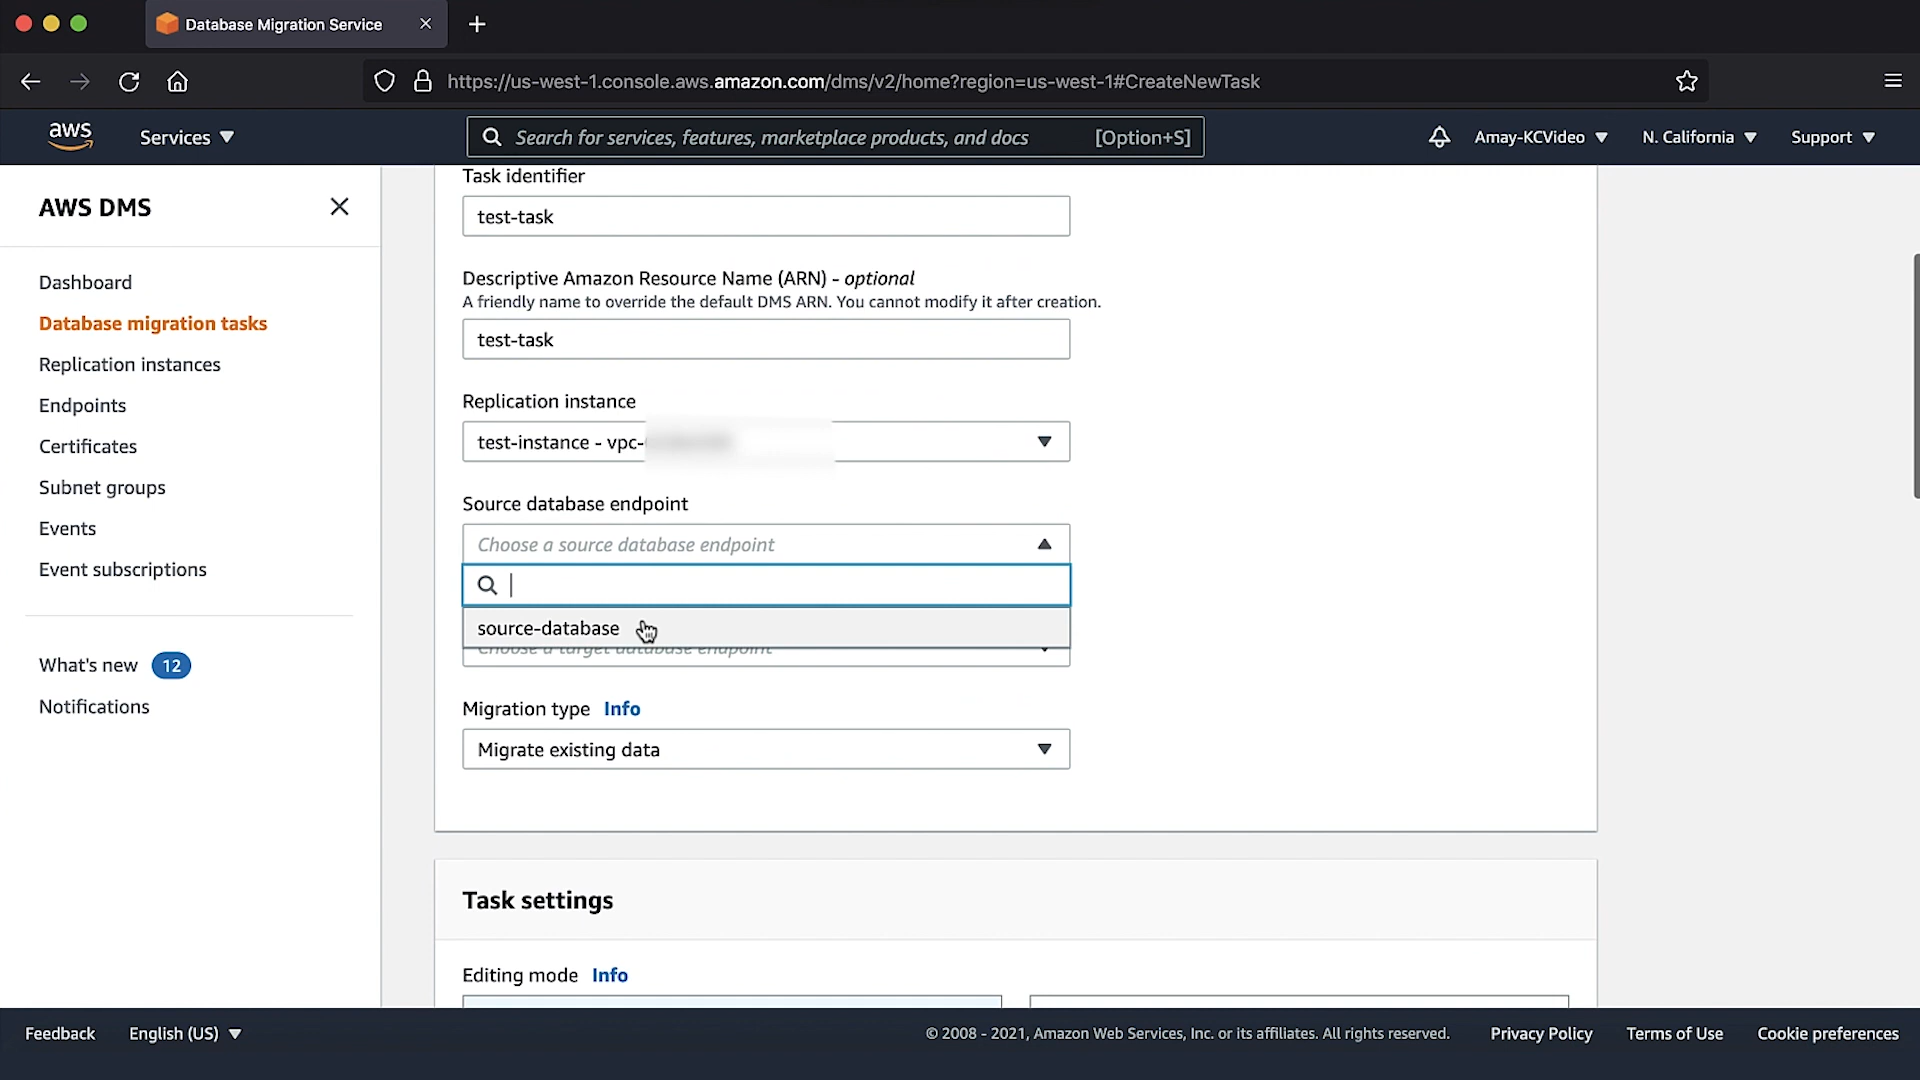 Database Migration Service
https://us-west-1.console.aws.amazon.com/dms/v2/home?region=us-west-1#CreateNewTask
aws
Services
Search for services, features, marketplace products, and docs
[Option+S]
Amay-KCVideo
N. California
Support
AWS DMS
Dashboard
Database migration tasks
Replication instances
Endpoints
Certificates
Subnet groups
Events
Event subscriptions
What's new 12
Notifications
Task identifier
test-task
Descriptive Amazon Resource Name (ARN) - optional
A friendly name to override the default DMS ARN. You cannot modify it after creation.
test-task
Replication instance
test-instance - vpc-
Source database endpoint
Choose a source database endpoint
source-database
Choose a target database endpoint
Migration type Info
Migrate existing data
Task settings
Editing mode Info
Feedback
English (US)
© 2008 - 2021, Amazon Web Services, Inc. or its affiliates. All rights reserved.
Privacy Policy
Terms of Use
Cookie preferences